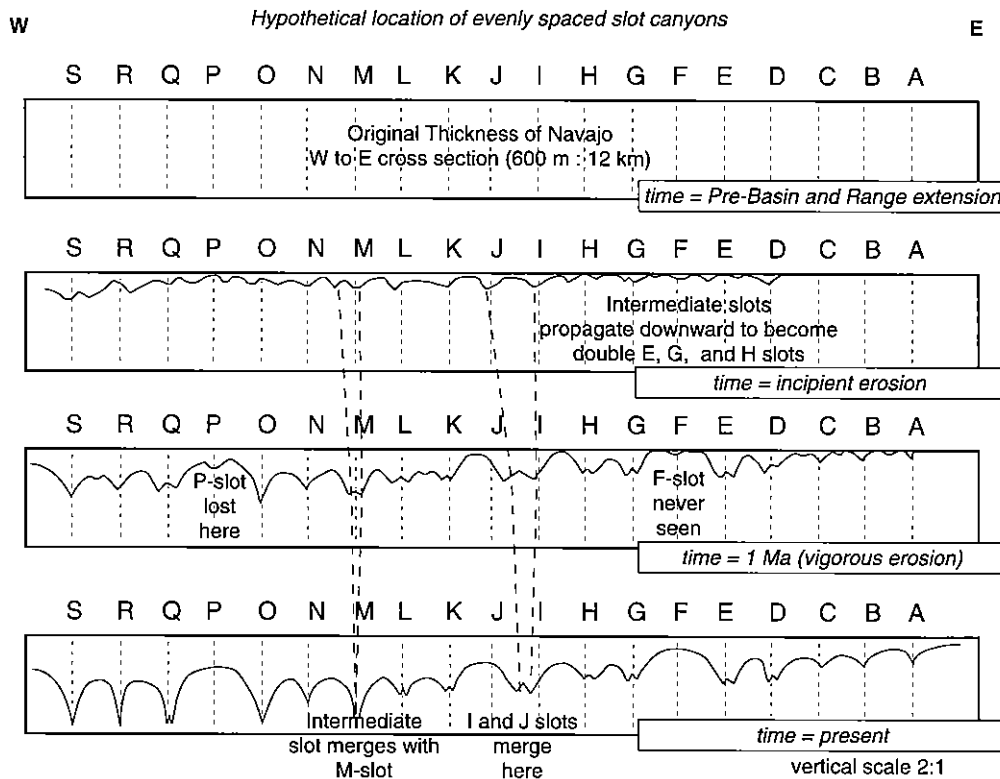 Hypothetical location of evenly spaced slot canyons
W E
S R Q P O N M L K J I H G F E D C B A
Original Thickness of Navajo
W to E cross section (600 m : 12 km)
time = Pre-Basin and Range extension
S R Q P O N M L K J I H G F E D C B A
Intermediate slots
propagate downward to become
double E, G, and H slots
time = incipient erosion
S R Q P O N M L K J I H G F E D C B A
P-slot
lost
here
F-slot
never
seen
time = 1 Ma (vigorous erosion)
S R Q P O N M L K J I H G F E D C B A
Intermediate
slot merges with
M-slot
I and J slots
merge
here
time = present
vertical scale 2:1